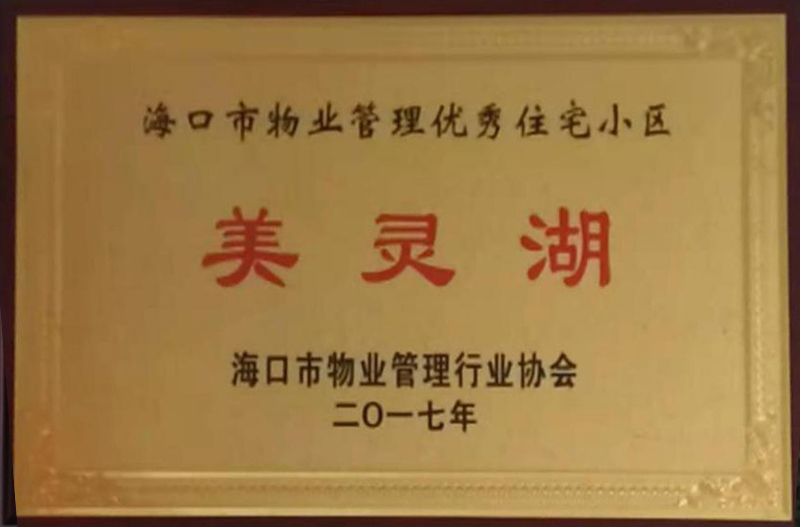 海口市物业管理优秀住宅小区
美灵湖
海口市物业管理行业协会
二〇一七年